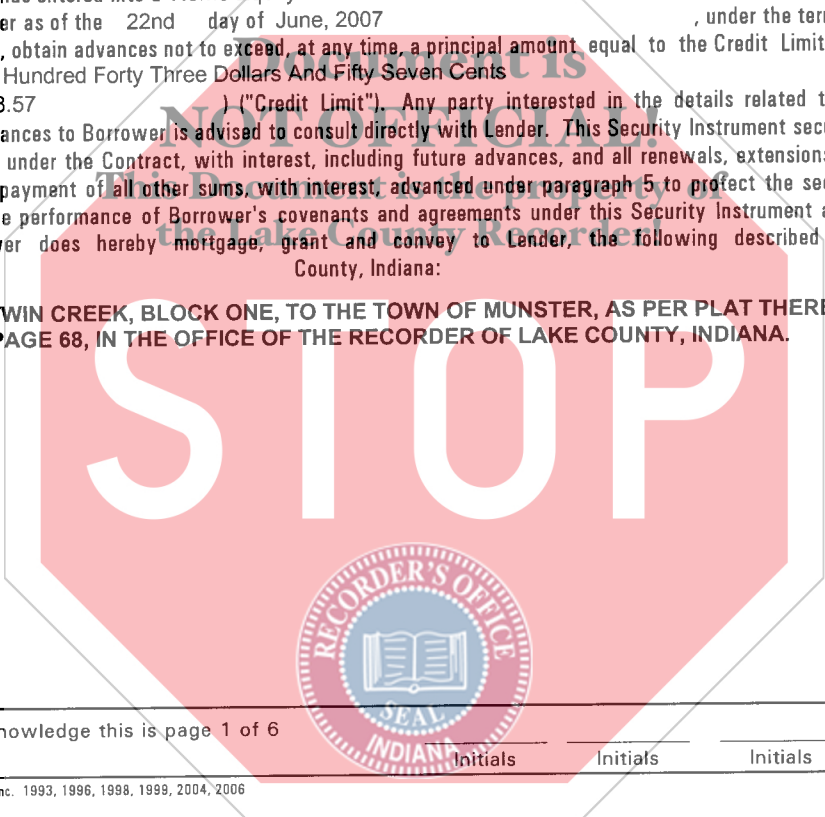 er as of the 22nd day of June, 2007 , under the ter
, obtain advances not to exceed, at any time, a principal amount equal to the Credit Limit
Hundred Forty Three Dollars And Fifty Seven Cents
3.57 ) ("Credit Limit"). Any party interested in the details related t
ances to Borrower is advised to consult directly with Lender. This Security Instrument secu
under the Contract, with interest, including future advances, and all renewals, extensions
payment of all other sums, with interest, advanced under paragraph 5 to protect the sec
e performance of Borrower's covenants and agreements under this Security Instrument a
er does hereby mortgage, grant and convey to Lender, the following described
County, Indiana:
WIN CREEK, BLOCK ONE, TO THE TOWN OF MUNSTER, AS PER PLAT THERE
PAGE 68, IN THE OFFICE OF THE RECORDER OF LAKE COUNTY, INDIANA.
Document is
NOT OFFICIAL!
This Document is the property of
the Lake County Recorder!
STOP
RECORDER'S OFFICE
SEAL
INDIANA
nowledge this is page 1 of 6
Initials Initials Initials
nc. 1993, 1996, 1998, 1999, 2004, 2006